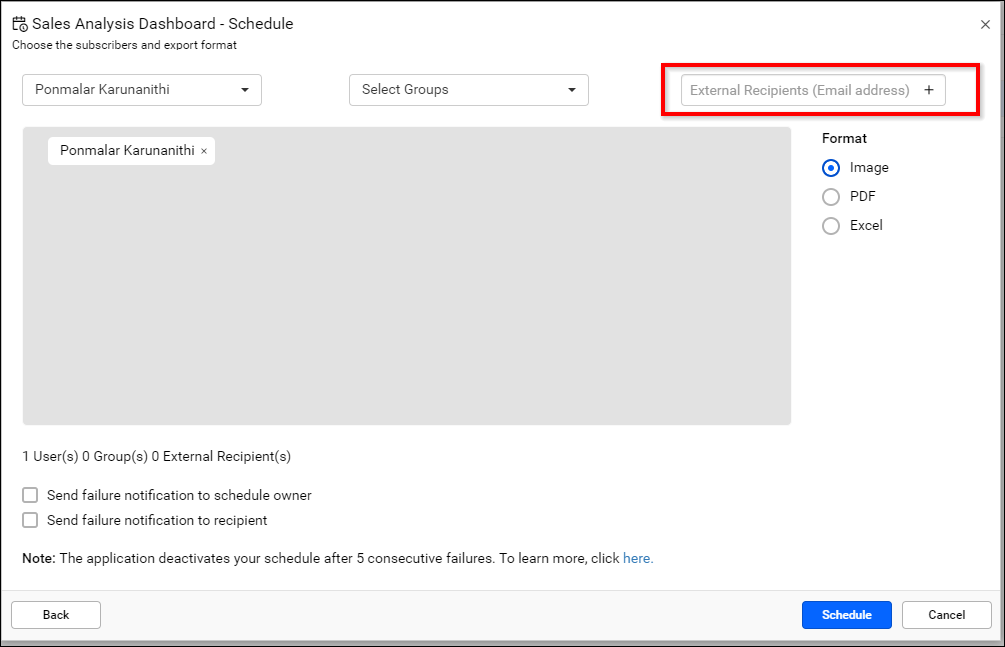 Sales Analysis Dashboard - Schedule
Choose the subscribers and export format
Ponmalar Karunanithi
Select Groups
External Recipients (Email address) +
Ponmalar Karunanithi ×
Format
Image
PDF
Excel
1 User(s) 0 Group(s) 0 External Recipient(s)
Send failure notification to schedule owner
Send failure notification to recipient
Note: The application deactivates your schedule after 5 consecutive failures. To learn more, click here.
Back
Schedule
Cancel